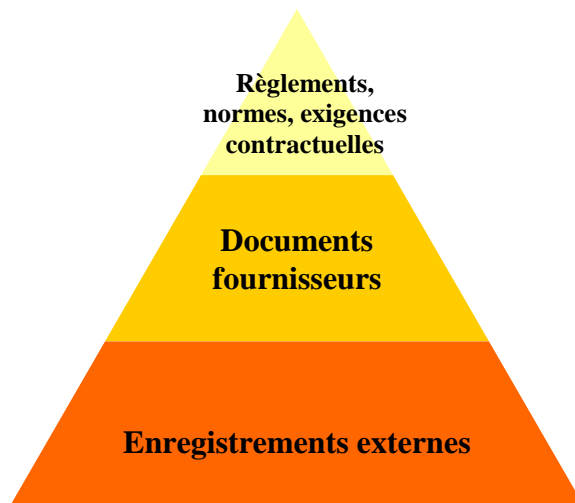 Règlements,
normes, exigences
contractuelles
Documents
fournisseurs
Enregistrements externes